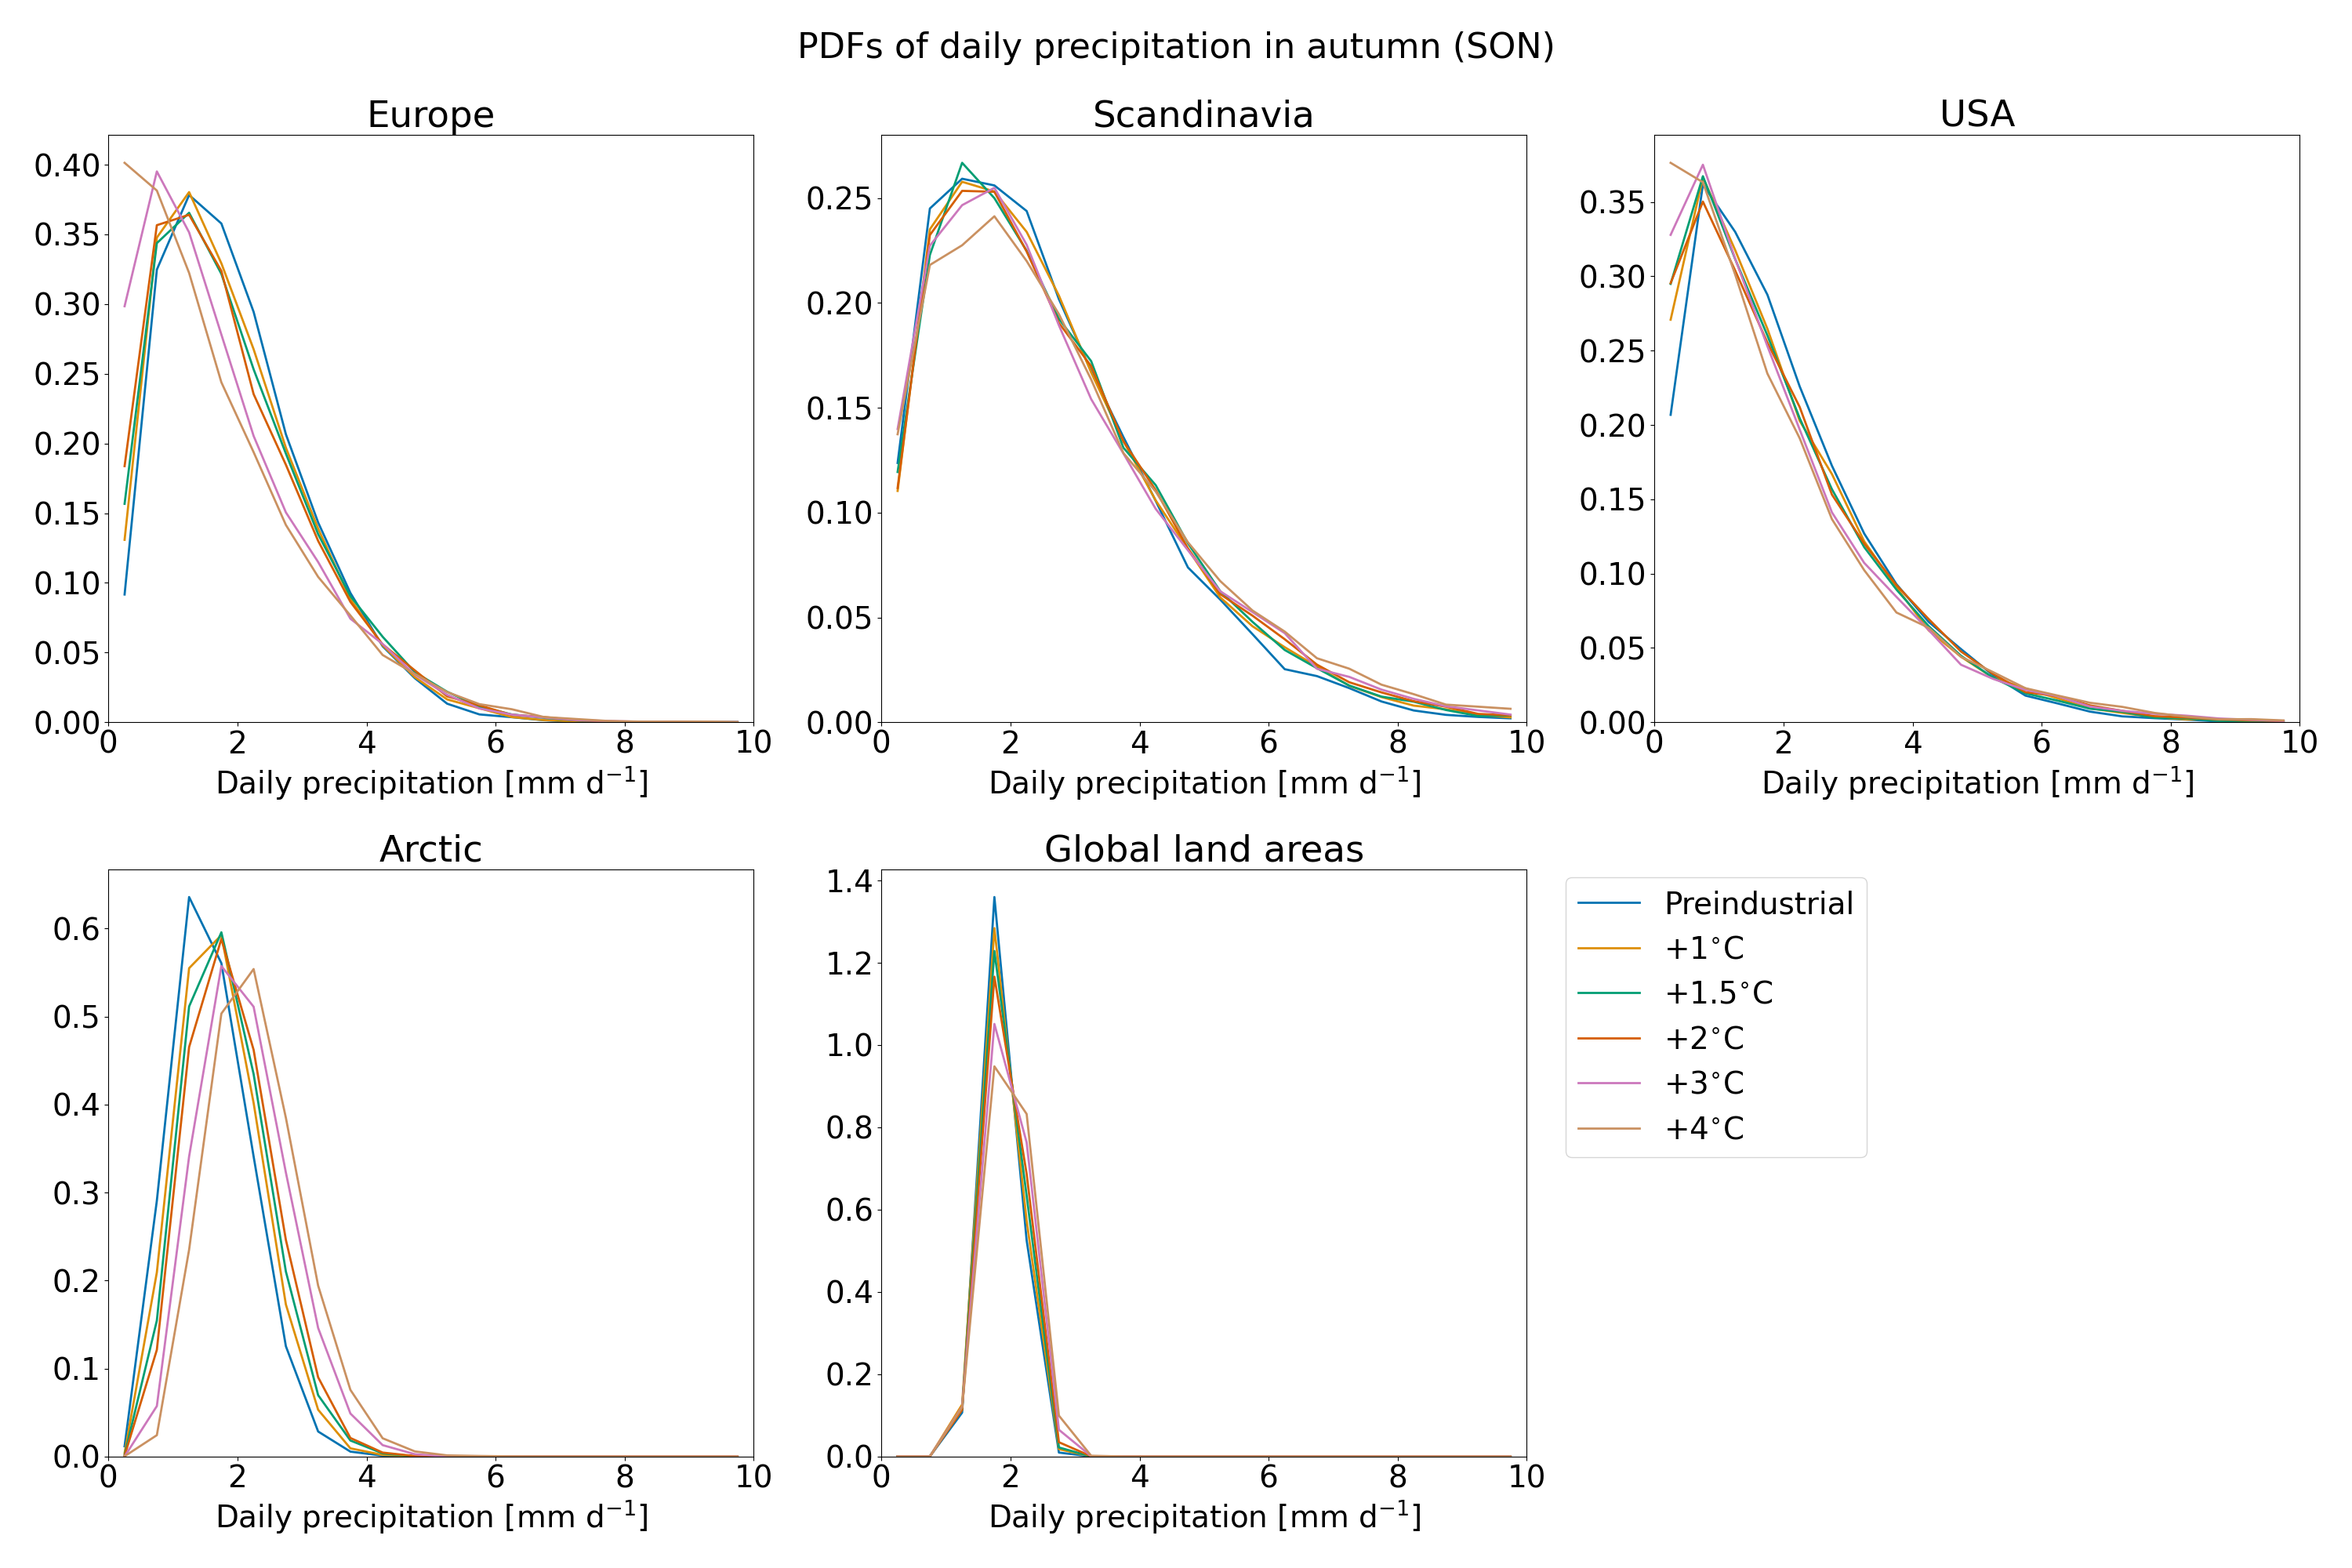 PDFs of daily precipitation in autumn (SON)
Europe
0.40
0.35
0.30
0.25
0.20
0.15
0.10
0.05
0.00
0 2 4 6 8 10
Daily precipitation [mm d⁻¹]
Scandinavia
0.25
0.20
0.15
0.10
0.05
0.00
0 2 4 6 8 10
Daily precipitation [mm d⁻¹]
USA
0.35
0.30
0.25
0.20
0.15
0.10
0.05
0.00
0 2 4 6 8 10
Daily precipitation [mm d⁻¹]
Arctic
0.6
0.5
0.4
0.3
0.2
0.1
0.0
0 2 4 6 8 10
Daily precipitation [mm d⁻¹]
Global land areas
1.4
1.2
1.0
0.8
0.6
0.4
0.2
0.0
0 2 4 6 8 10
Daily precipitation [mm d⁻¹]
Preindustrial
+1°C
+1.5°C
+2°C
+3°C
+4°C